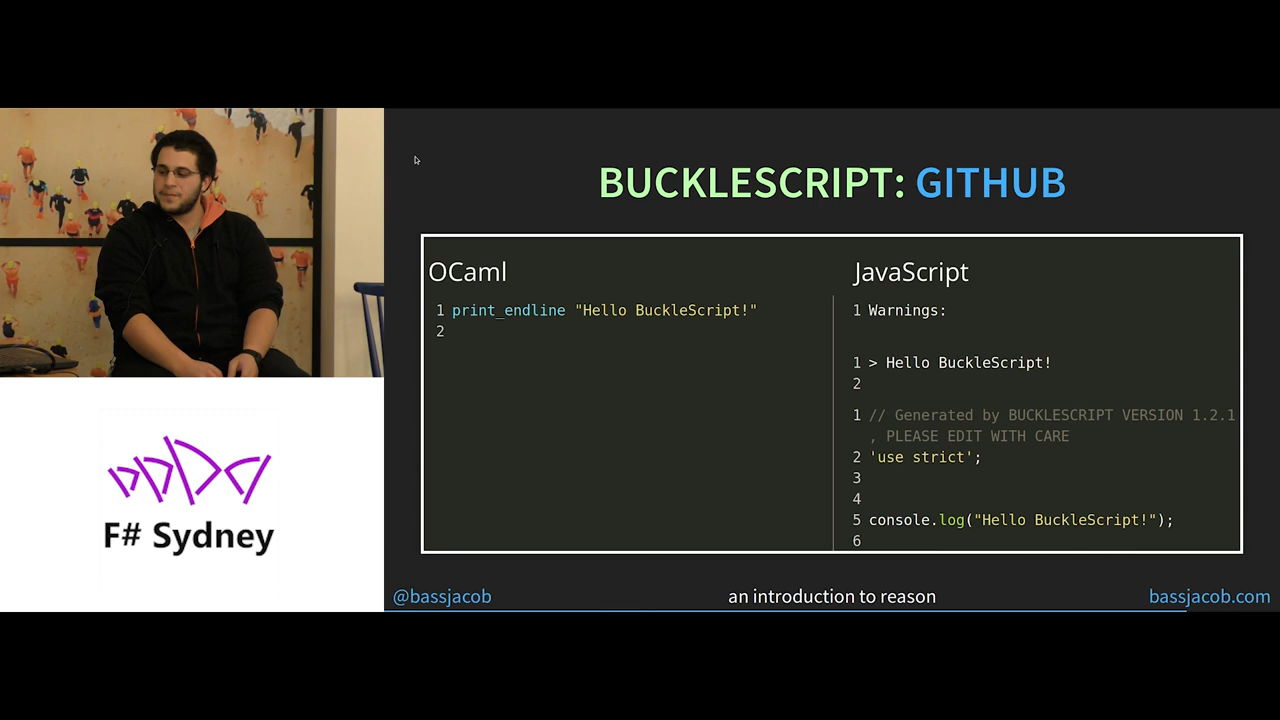 BUCKLESCRIPT: GITHUB
OCaml
1 print_endline "Hello BuckleScript!"
2
JavaScript
1 Warnings:
1 > Hello BuckleScript!
2
1 // Generated by BUCKLESCRIPT VERSION 1.2.1
, PLEASE EDIT WITH CARE
2 'use strict';
3
4
5 console.log("Hello BuckleScript!");
6
F# Sydney
@bassjacob
an introduction to reason
bassjacob.com